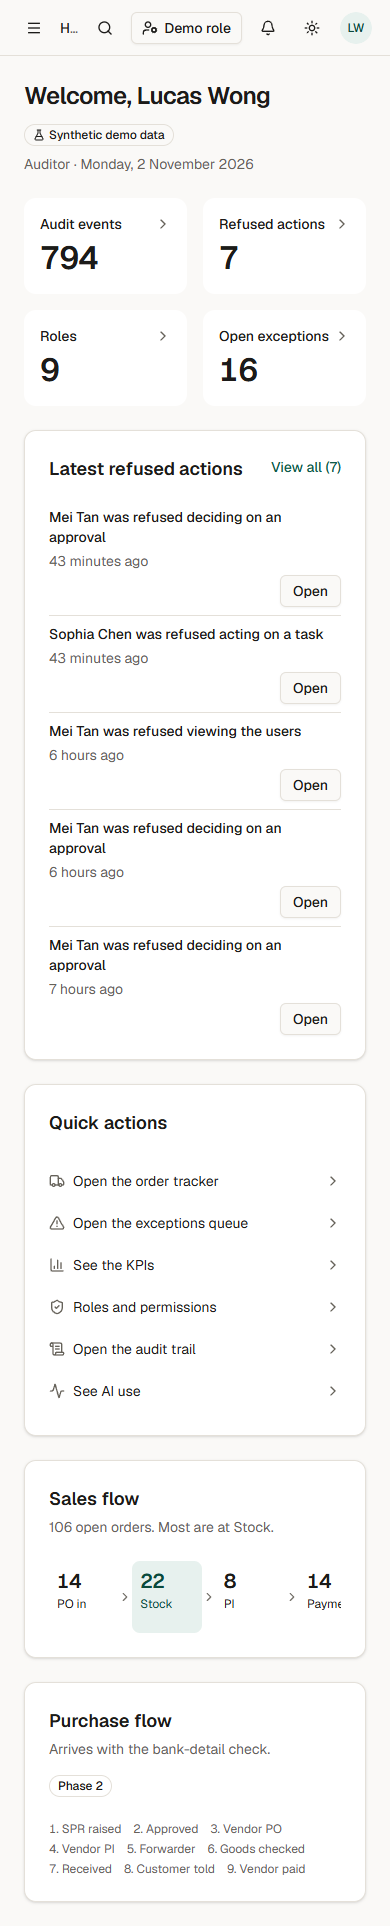 H...
Demo role
LW
Welcome, Lucas Wong
Synthetic demo data
Auditor · Monday, 2 November 2026
Audit events
794
Refused actions
7
Roles
9
Open exceptions
16
Latest refused actions
View all (7)
Mei Tan was refused deciding on an
approval
43 minutes ago
Open
Sophia Chen was refused acting on a task
43 minutes ago
Open
Mei Tan was refused viewing the users
6 hours ago
Open
Mei Tan was refused deciding on an
approval
6 hours ago
Open
Mei Tan was refused deciding on an
approval
7 hours ago
Open
Quick actions
Open the order tracker
Open the exceptions queue
See the KPIs
Roles and permissions
Open the audit trail
See AI use
Sales flow
106 open orders. Most are at Stock.
14
PO in
22
Stock
8
PI
14
Payme
Purchase flow
Arrives with the bank-detail check.
Phase 2
1. SPR raised 2. Approved 3. Vendor PO
4. Vendor PI 5. Forwarder 6. Goods checked
7. Received 8. Customer told 9. Vendor paid